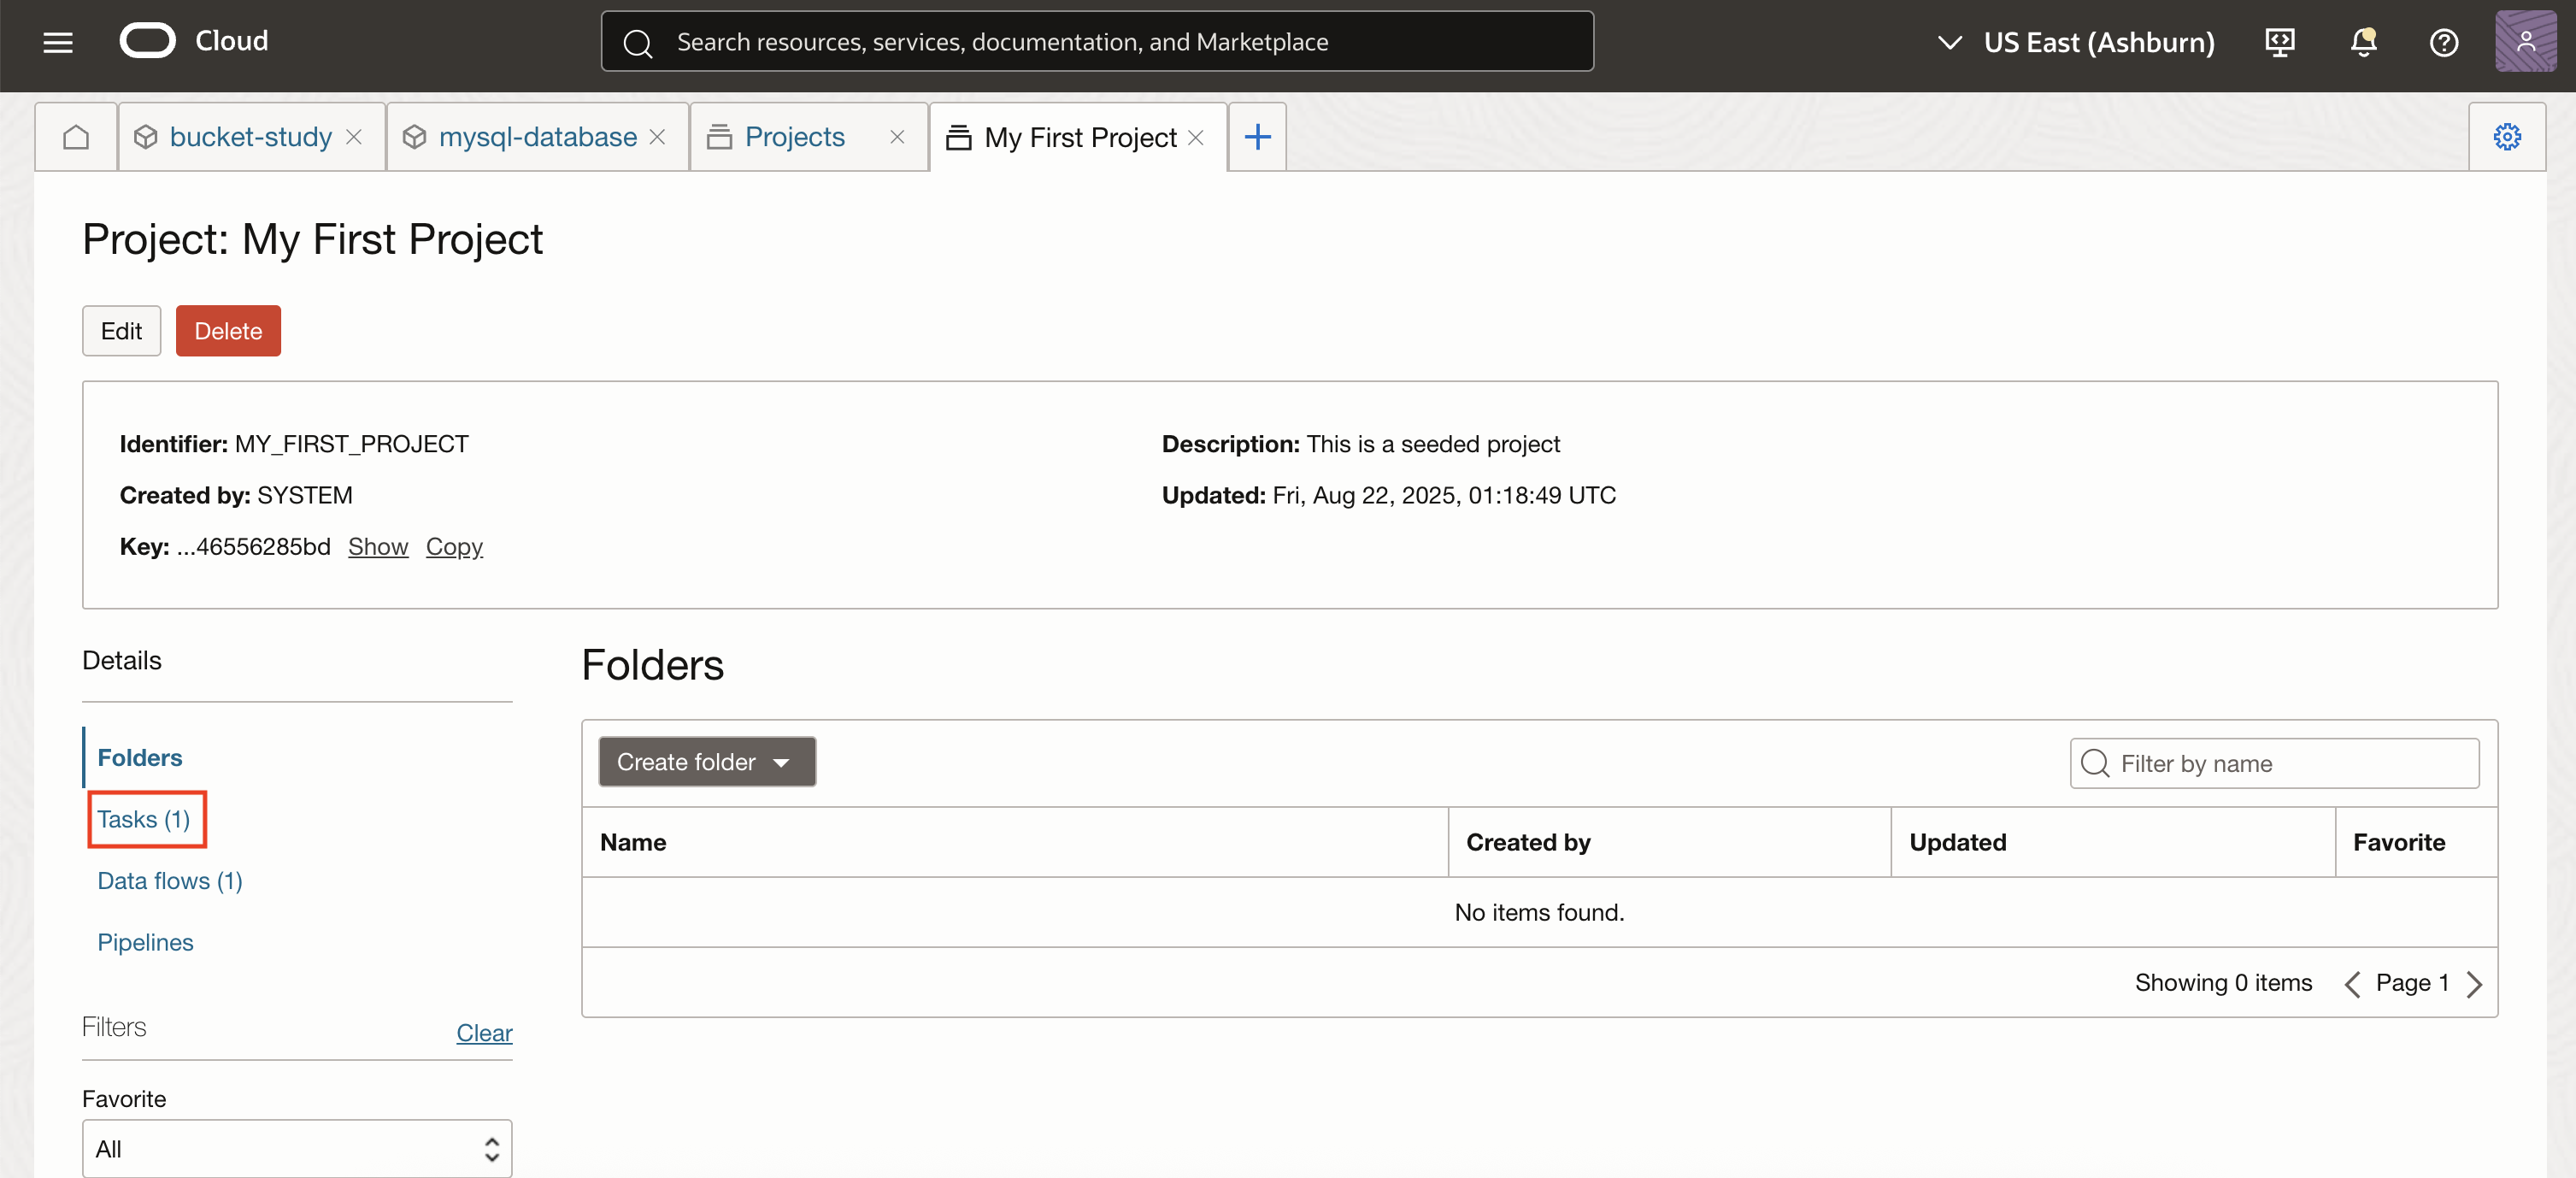 Cloud
Search resources, services, documentation, and Marketplace
US East (Ashburn)
bucket-study
mysql-database
Projects
My First Project
Project: My First Project
Edit
Delete
Identifier: MY_FIRST_PROJECT
Description: This is a seeded project
Created by: SYSTEM
Updated: Fri, Aug 22, 2025, 01:18:49 UTC
Key: ...46556285bd Show Copy
Details
Folders
Tasks (1)
Data flows (1)
Pipelines
Filters
Clear
Favorite
All
Folders
Create folder
Filter by name
Name
Created by
Updated
Favorite
No items found.
Showing 0 items
Page 1